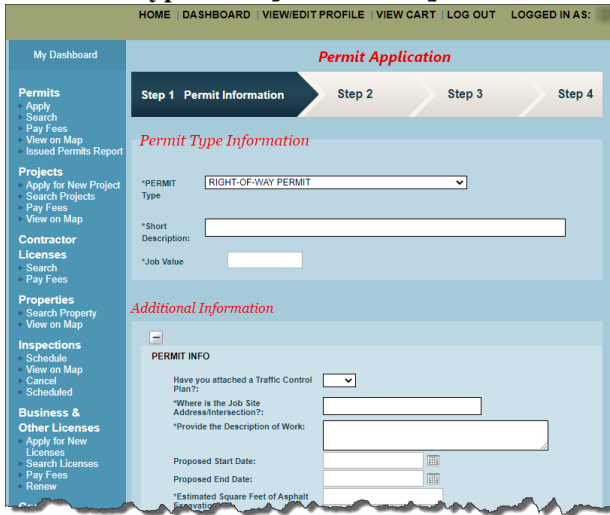 HOME | DASHBOARD | VIEW/EDIT PROFILE | VIEW CART | LOG OUT LOGGED IN AS:
My Dashboard
Permits
Apply
Search
Pay Fees
View on Map
Issued Permits Report
Projects
Apply for New Project
Search Projects
Pay Fees
View on Map
Contractor
Licenses
Search
Pay Fees
Properties
Search Property
View on Map
Inspections
Schedule
View on Map
Cancel
Scheduled
Business &
Other Licenses
Apply for New
Licenses
Search Licenses
Pay Fees
Renew
Permit Application
Step 1 Permit Information
Step 2
Step 3
Step 4
Permit Type Information
*PERMIT
Type
RIGHT-OF-WAY PERMIT
*Short
Description:
*Job Value
Additional Information
PERMIT INFO
Have you attached a Traffic Control
Plan?:
*Where is the Job Site
Address/Intersection?:
*Provide the Description of Work:
Proposed Start Date:
Proposed End Date:
*Estimated Square Feet of Asphalt